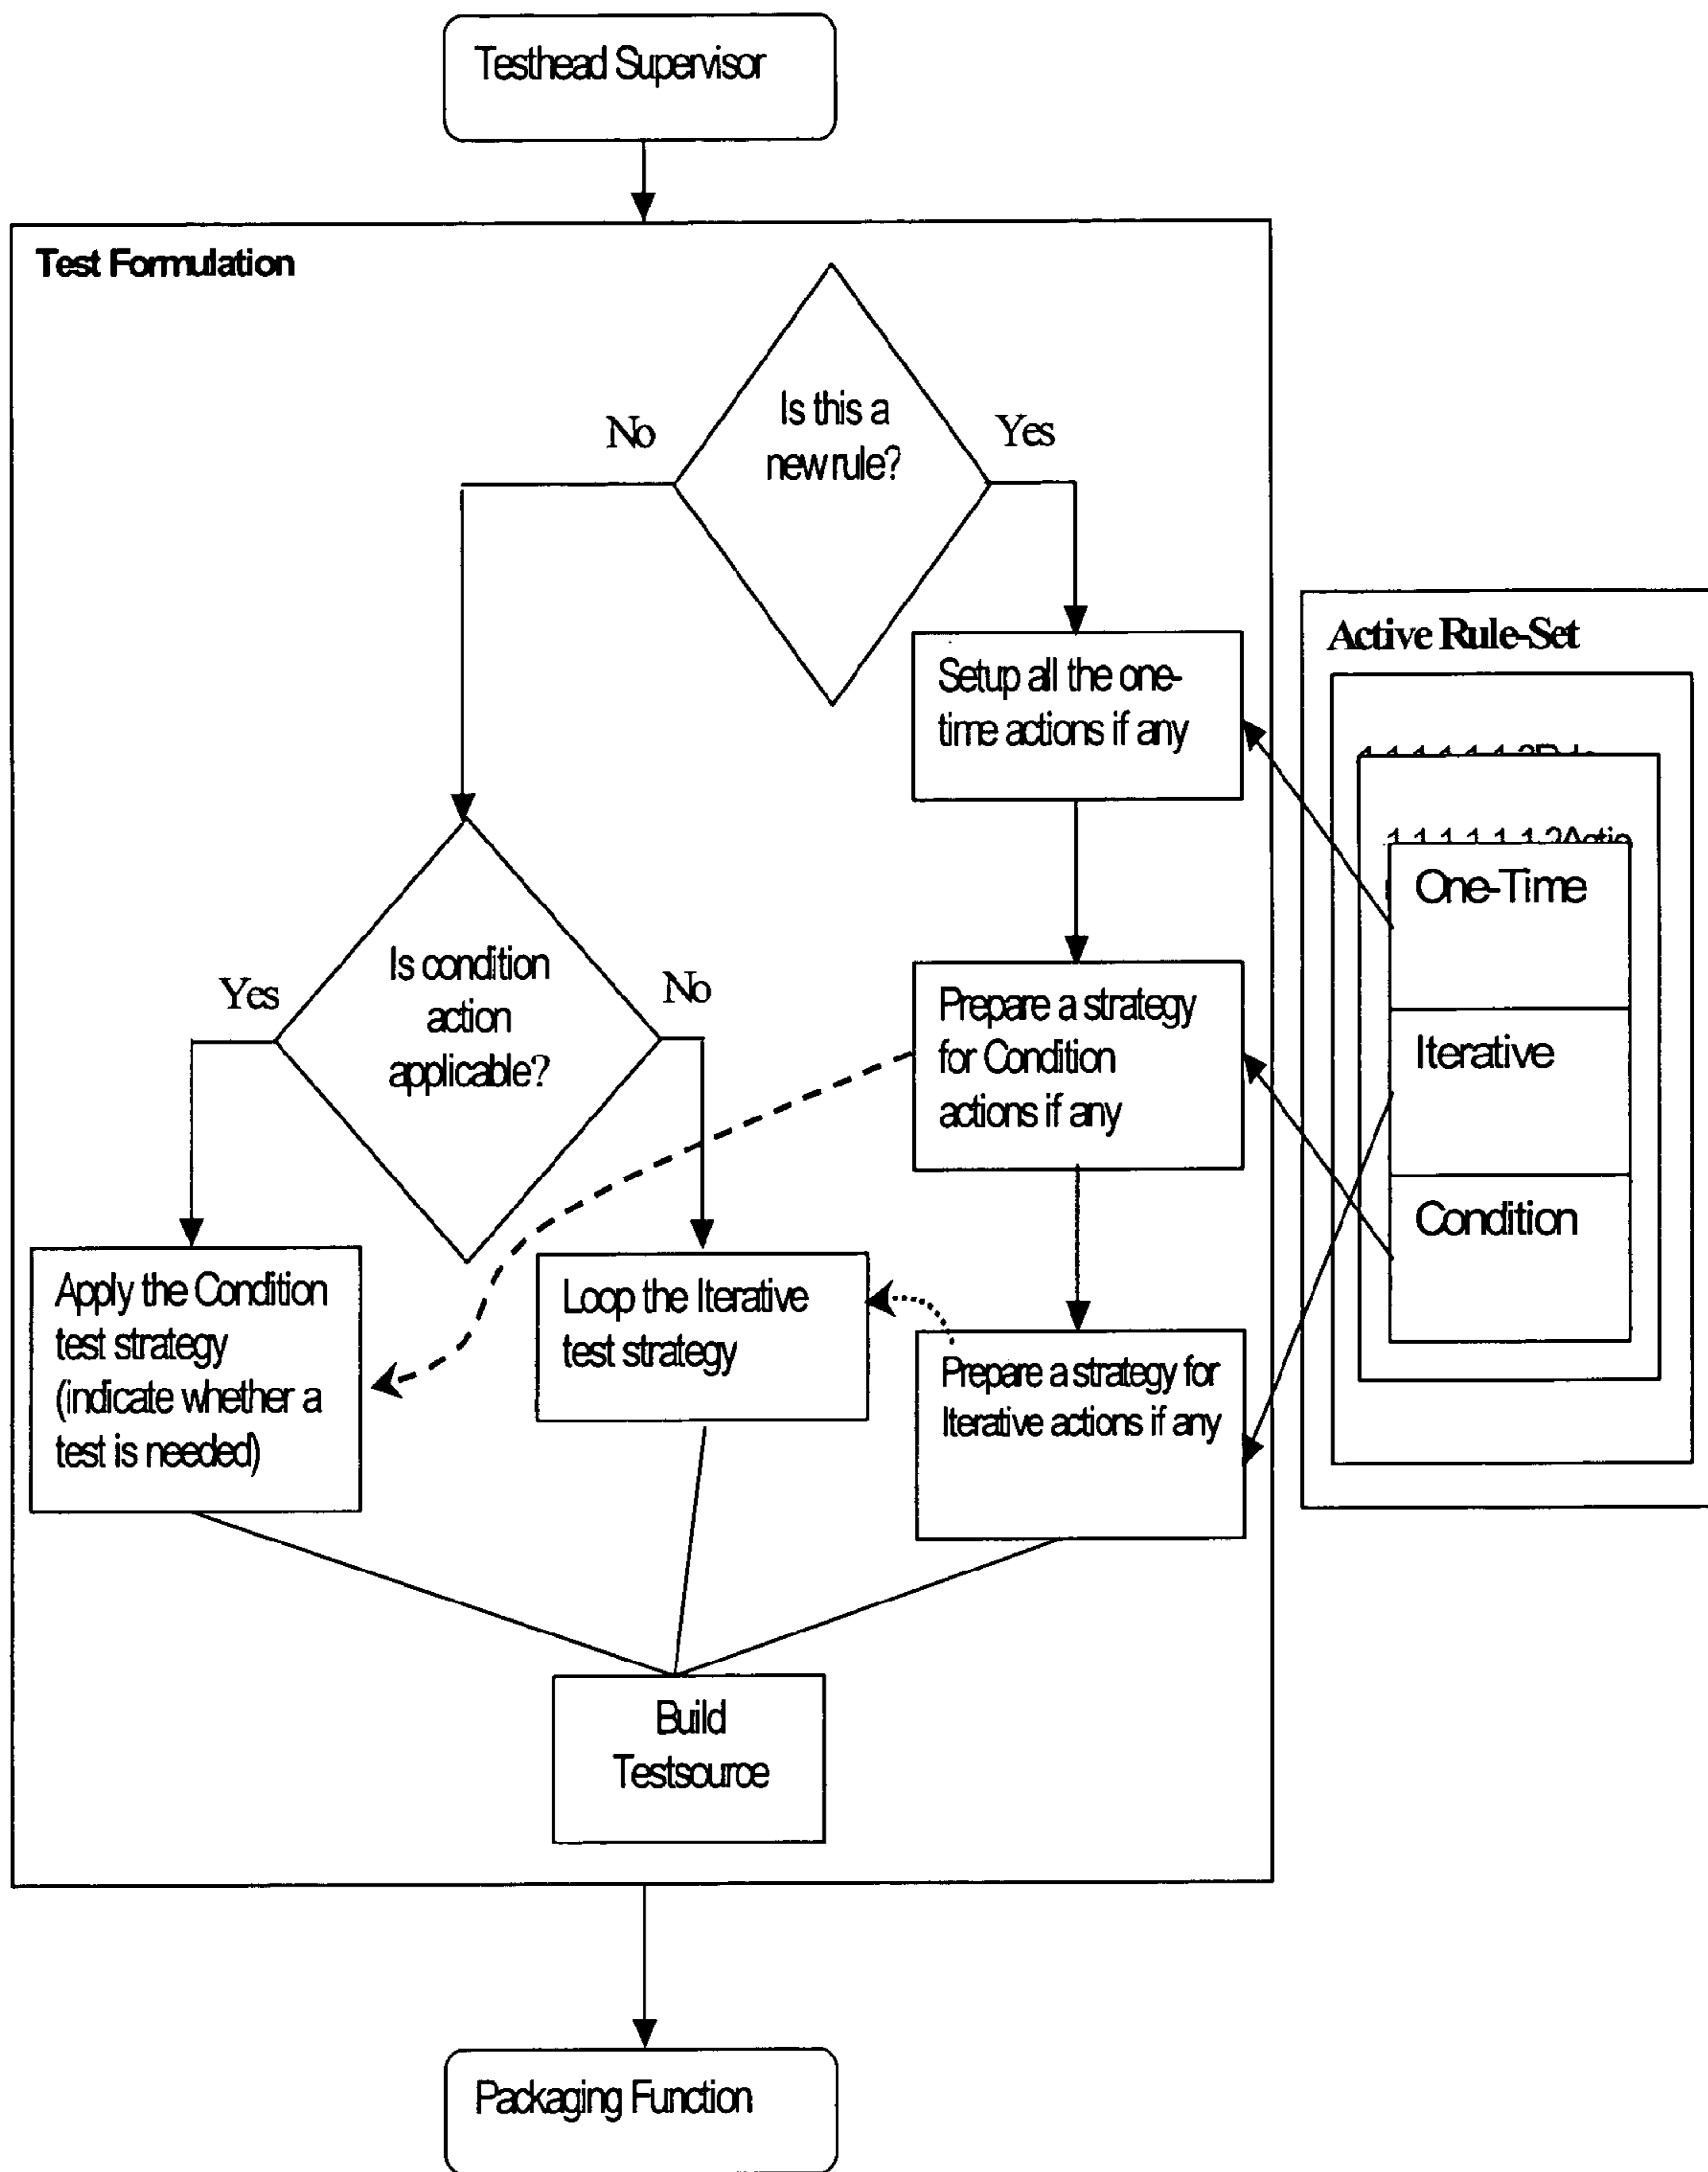 Testhead Supervisor
Test Formulation
Is this a
new rule?
No
Yes
Active Rule-Set
Setup all the one-
time actions if any
One-Time
Iterative
Condition
Is condition
action
applicable?
Yes
No
Prepare a strategy
for Condition
actions if any
Apply the Condition
test strategy
(indicate whether a
test is needed)
Loop the Iterative
test strategy
Prepare a strategy for
Iterative actions if any
Build
Testsource
Packaging Function